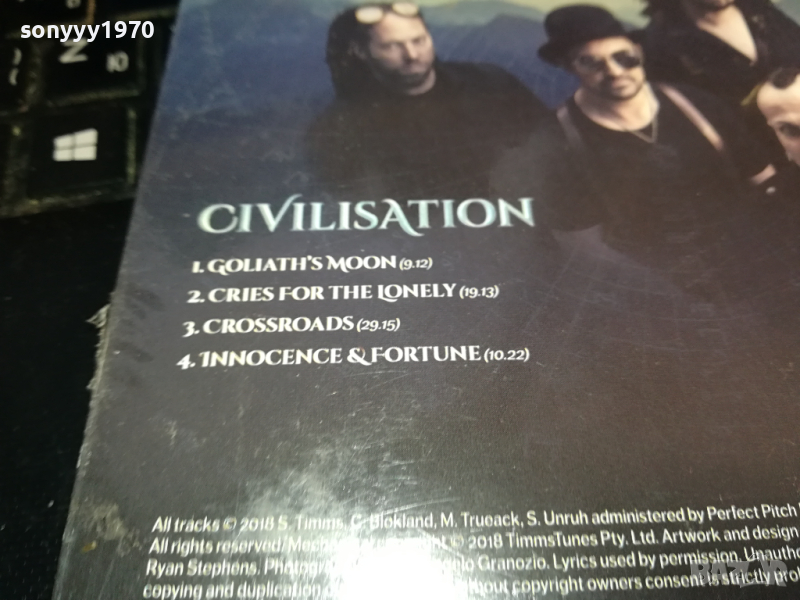 sonyyy1970
Z
10
CIVILISATION
1. GOLIATH'S MOON (9.12)
2. CRIES FOR THE LONELY (19.13)
3. CROSSROADS (29.15)
4. INNOCENCE & FORTUNE (10.22)
All tracks © 2018 S. Timms, C. Blokland, M. Trueack, S. Unruh administered by Perfect Pitch
All rights reserved. © 2018 TimmsTunes Pty. Ltd. Artwork and design
Ryan Stephens. Granozio. Lyrics used by permission.
copying and duplication copyright owners consent is strictly